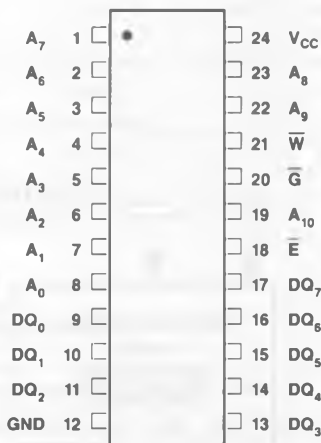 A7 1 24 VCC
A6 2 23 A8
A5 3 22 A9
A4 4 21 W̅
A3 5 20 G̅
A2 6 19 A10
A1 7 18 E̅
A0 8 17 DQ7
DQ0 9 16 DQ6
DQ1 10 15 DQ5
DQ2 11 14 DQ4
GND 12 13 DQ3